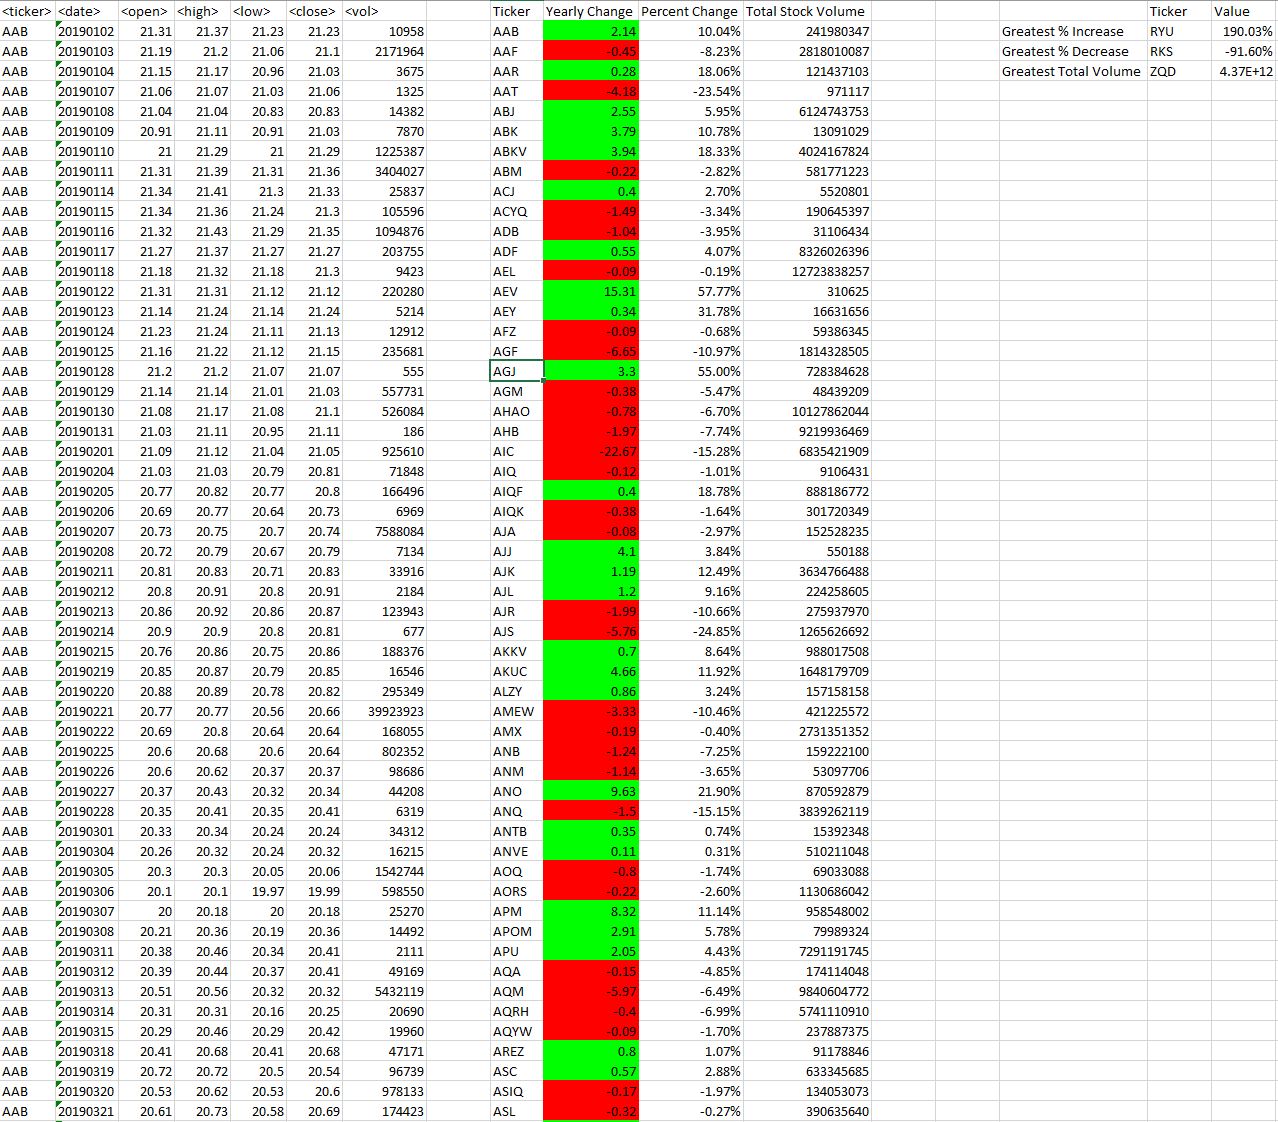 <ticker> <date> <open> <high> <low> <close> <vol> Ticker Yearly Change Percent Change Total Stock Volume Ticker Value
AAB 20190102 21.31 21.37 21.23 21.23 10958 AAB 2.14 10.04% 241980347 Greatest % Increase RYU 190.03%
AAB 20190103 21.19 21.2 21.06 21.1 2171964 AAF -0.45 -8.23% 2818010087 Greatest % Decrease RKS -91.60%
AAB 20190104 21.15 21.17 20.96 21.03 3675 AAR 0.28 18.06% 121437103 Greatest Total Volume ZQD 4.37E+12
AAB 20190107 21.06 21.07 21.03 21.06 1325 AAT -4.18 -23.54% 971117
AAB 20190108 21.04 21.04 20.83 20.83 14382 ABJ 2.55 5.95% 6124743753
AAB 20190109 20.91 21.11 20.91 21.03 7870 ABK 3.79 10.78% 13091029
AAB 20190110 21 21.29 21 21.29 1225387 ABKV 3.94 18.33% 4024167824
AAB 20190111 21.31 21.39 21.31 21.36 3404027 ABM -0.22 -2.82% 581771223
AAB 20190114 21.34 21.41 21.3 21.33 25837 ACJ 0.4 2.70% 5520801
AAB 20190115 21.34 21.36 21.24 21.3 105596 ACYQ -1.49 -3.34% 190645397
AAB 20190116 21.32 21.43 21.29 21.35 1094876 ADB -1.04 -3.95% 31106434
AAB 20190117 21.27 21.37 21.27 21.27 203755 ADF 0.55 4.07% 8326026396
AAB 20190118 21.18 21.32 21.18 21.3 9423 AEL -0.09 -0.19% 12723838257
AAB 20190122 21.31 21.31 21.12 21.12 220280 AEV 15.31 57.77% 310625
AAB 20190123 21.14 21.24 21.14 21.24 5214 AEY 0.34 31.78% 16631656
AAB 20190124 21.23 21.24 21.11 21.13 12912 AFZ -0.09 -0.68% 59386345
AAB 20190125 21.16 21.22 21.12 21.15 235681 AGF -6.65 -10.97% 1814328505
AAB 20190128 21.2 21.2 21.07 21.07 555 AGJ 3.3 55.00% 728384628
AAB 20190129 21.14 21.14 21.01 21.03 557731 AGM -0.38 -5.47% 48439209
AAB 20190130 21.08 21.17 21.08 21.1 526084 AHAO -0.78 -6.70% 10127862044
AAB 20190131 21.03 21.11 20.95 21.11 186 AHB -1.97 -7.74% 9219936469
AAB 20190201 21.09 21.12 21.04 21.05 925610 AIC -22.67 -15.28% 6835421909
AAB 20190204 21.03 21.03 20.79 20.81 71848 AIQ -0.12 -1.01% 9106431
AAB 20190205 20.77 20.82 20.77 20.8 166496 AIQF 0.4 18.78% 888186772
AAB 20190206 20.69 20.77 20.64 20.73 6969 AIQK -0.38 -1.64% 301720349
AAB 20190207 20.73 20.75 20.7 20.74 7588084 AJA -0.08 -2.97% 152528235
AAB 20190208 20.72 20.79 20.67 20.79 7134 AJJ 4.1 3.84% 550188
AAB 20190211 20.81 20.83 20.71 20.83 33916 AJK 1.19 12.49% 3634766488
AAB 20190212 20.8 20.91 20.8 20.91 2184 AJL 1.2 9.16% 224258605
AAB 20190213 20.86 20.92 20.86 20.87 123943 AJR -1.99 -10.66% 275937970
AAB 20190214 20.9 20.9 20.8 20.81 677 AJS -5.76 -24.85% 1265626692
AAB 20190215 20.76 20.86 20.75 20.86 188376 AKKV 0.7 8.64% 988017508
AAB 20190219 20.85 20.87 20.79 20.85 16546 AKUC 4.66 11.92% 1648179709
AAB 20190220 20.88 20.89 20.78 20.82 295349 ALZY 0.86 3.24% 157158158
AAB 20190221 20.77 20.77 20.56 20.66 39923923 AMEW -3.33 -10.46% 421225572
AAB 20190222 20.69 20.8 20.64 20.64 168055 AMX -0.19 -0.40% 2731351352
AAB 20190225 20.6 20.68 20.6 20.64 802352 ANB -1.24 -7.25% 159222100
AAB 20190226 20.6 20.62 20.37 20.37 98686 ANM -1.14 -3.65% 53097706
AAB 20190227 20.37 20.43 20.32 20.34 44208 ANO 9.63 21.90% 870592879
AAB 20190228 20.35 20.41 20.35 20.41 6319 ANQ -1.5 -15.15% 3839262119
AAB 20190301 20.33 20.34 20.24 20.24 34312 ANTB 0.35 0.74% 15392348
AAB 20190304 20.26 20.32 20.24 20.32 16215 ANVE 0.11 0.31% 510211048
AAB 20190305 20.3 20.3 20.05 20.06 1542744 AOQ -0.8 -1.74% 69033088
AAB 20190306 20.1 20.1 19.97 19.99 598550 AORS -0.22 -2.60% 1130686042
AAB 20190307 20 20.18 20 20.18 25270 APM 8.32 11.14% 958548002
AAB 20190308 20.21 20.36 20.19 20.36 14492 APOM 2.91 5.78% 79989324
AAB 20190311 20.38 20.46 20.34 20.41 2111 APU 2.05 4.43% 7291191745
AAB 20190312 20.39 20.44 20.37 20.41 49169 AQA -0.15 -4.85% 174114048
AAB 20190313 20.51 20.56 20.32 20.32 5432119 AQM -5.97 -6.49% 9840604772
AAB 20190314 20.31 20.31 20.16 20.25 20690 AQRH -0.4 -6.99% 5741110910
AAB 20190315 20.29 20.46 20.29 20.42 19960 AQYW -0.09 -1.70% 237887375
AAB 20190318 20.41 20.68 20.41 20.68 47171 AREZ 0.8 1.07% 91178846
AAB 20190319 20.72 20.72 20.5 20.54 96739 ASC 0.57 2.88% 633345685
AAB 20190320 20.53 20.62 20.53 20.6 978133 ASIQ -0.17 -1.97% 134053073
AAB 20190321 20.61 20.73 20.58 20.69 174423 ASL -0.32 -0.27% 390635640